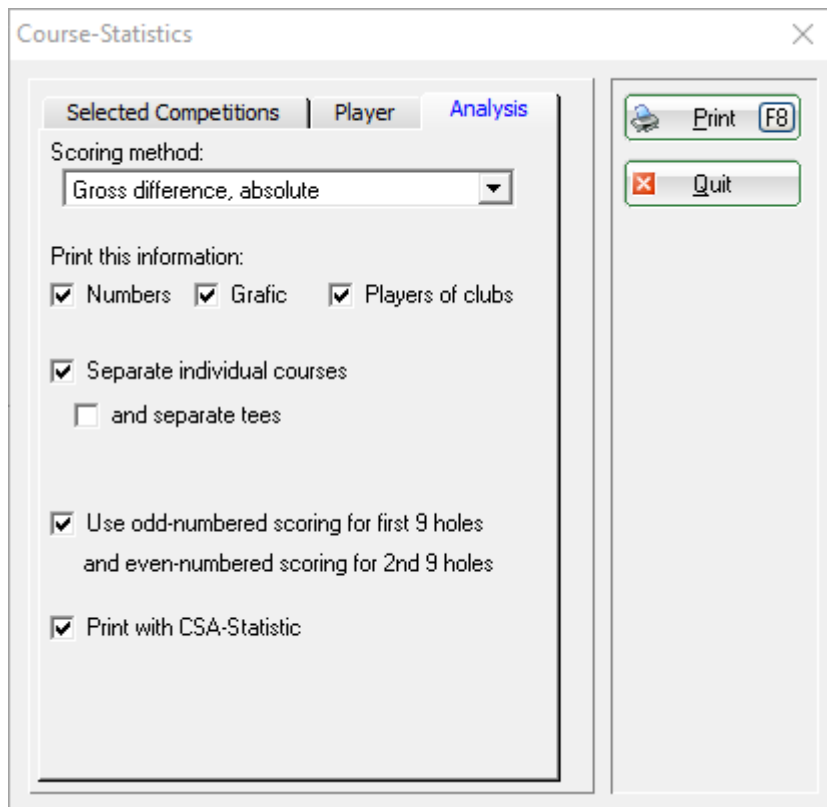 Course-Statistics
Selected Competitions
Player
Analysis
Scoring method:
Gross difference, absolute
Print this information:
Numbers
Grafic
Players of clubs
Separate individual courses
and separate tees
Use odd-numbered scoring for first 9 holes
and even-numbered scoring for 2nd 9 holes
Print with CSA-Statistic
Print F8
Quit